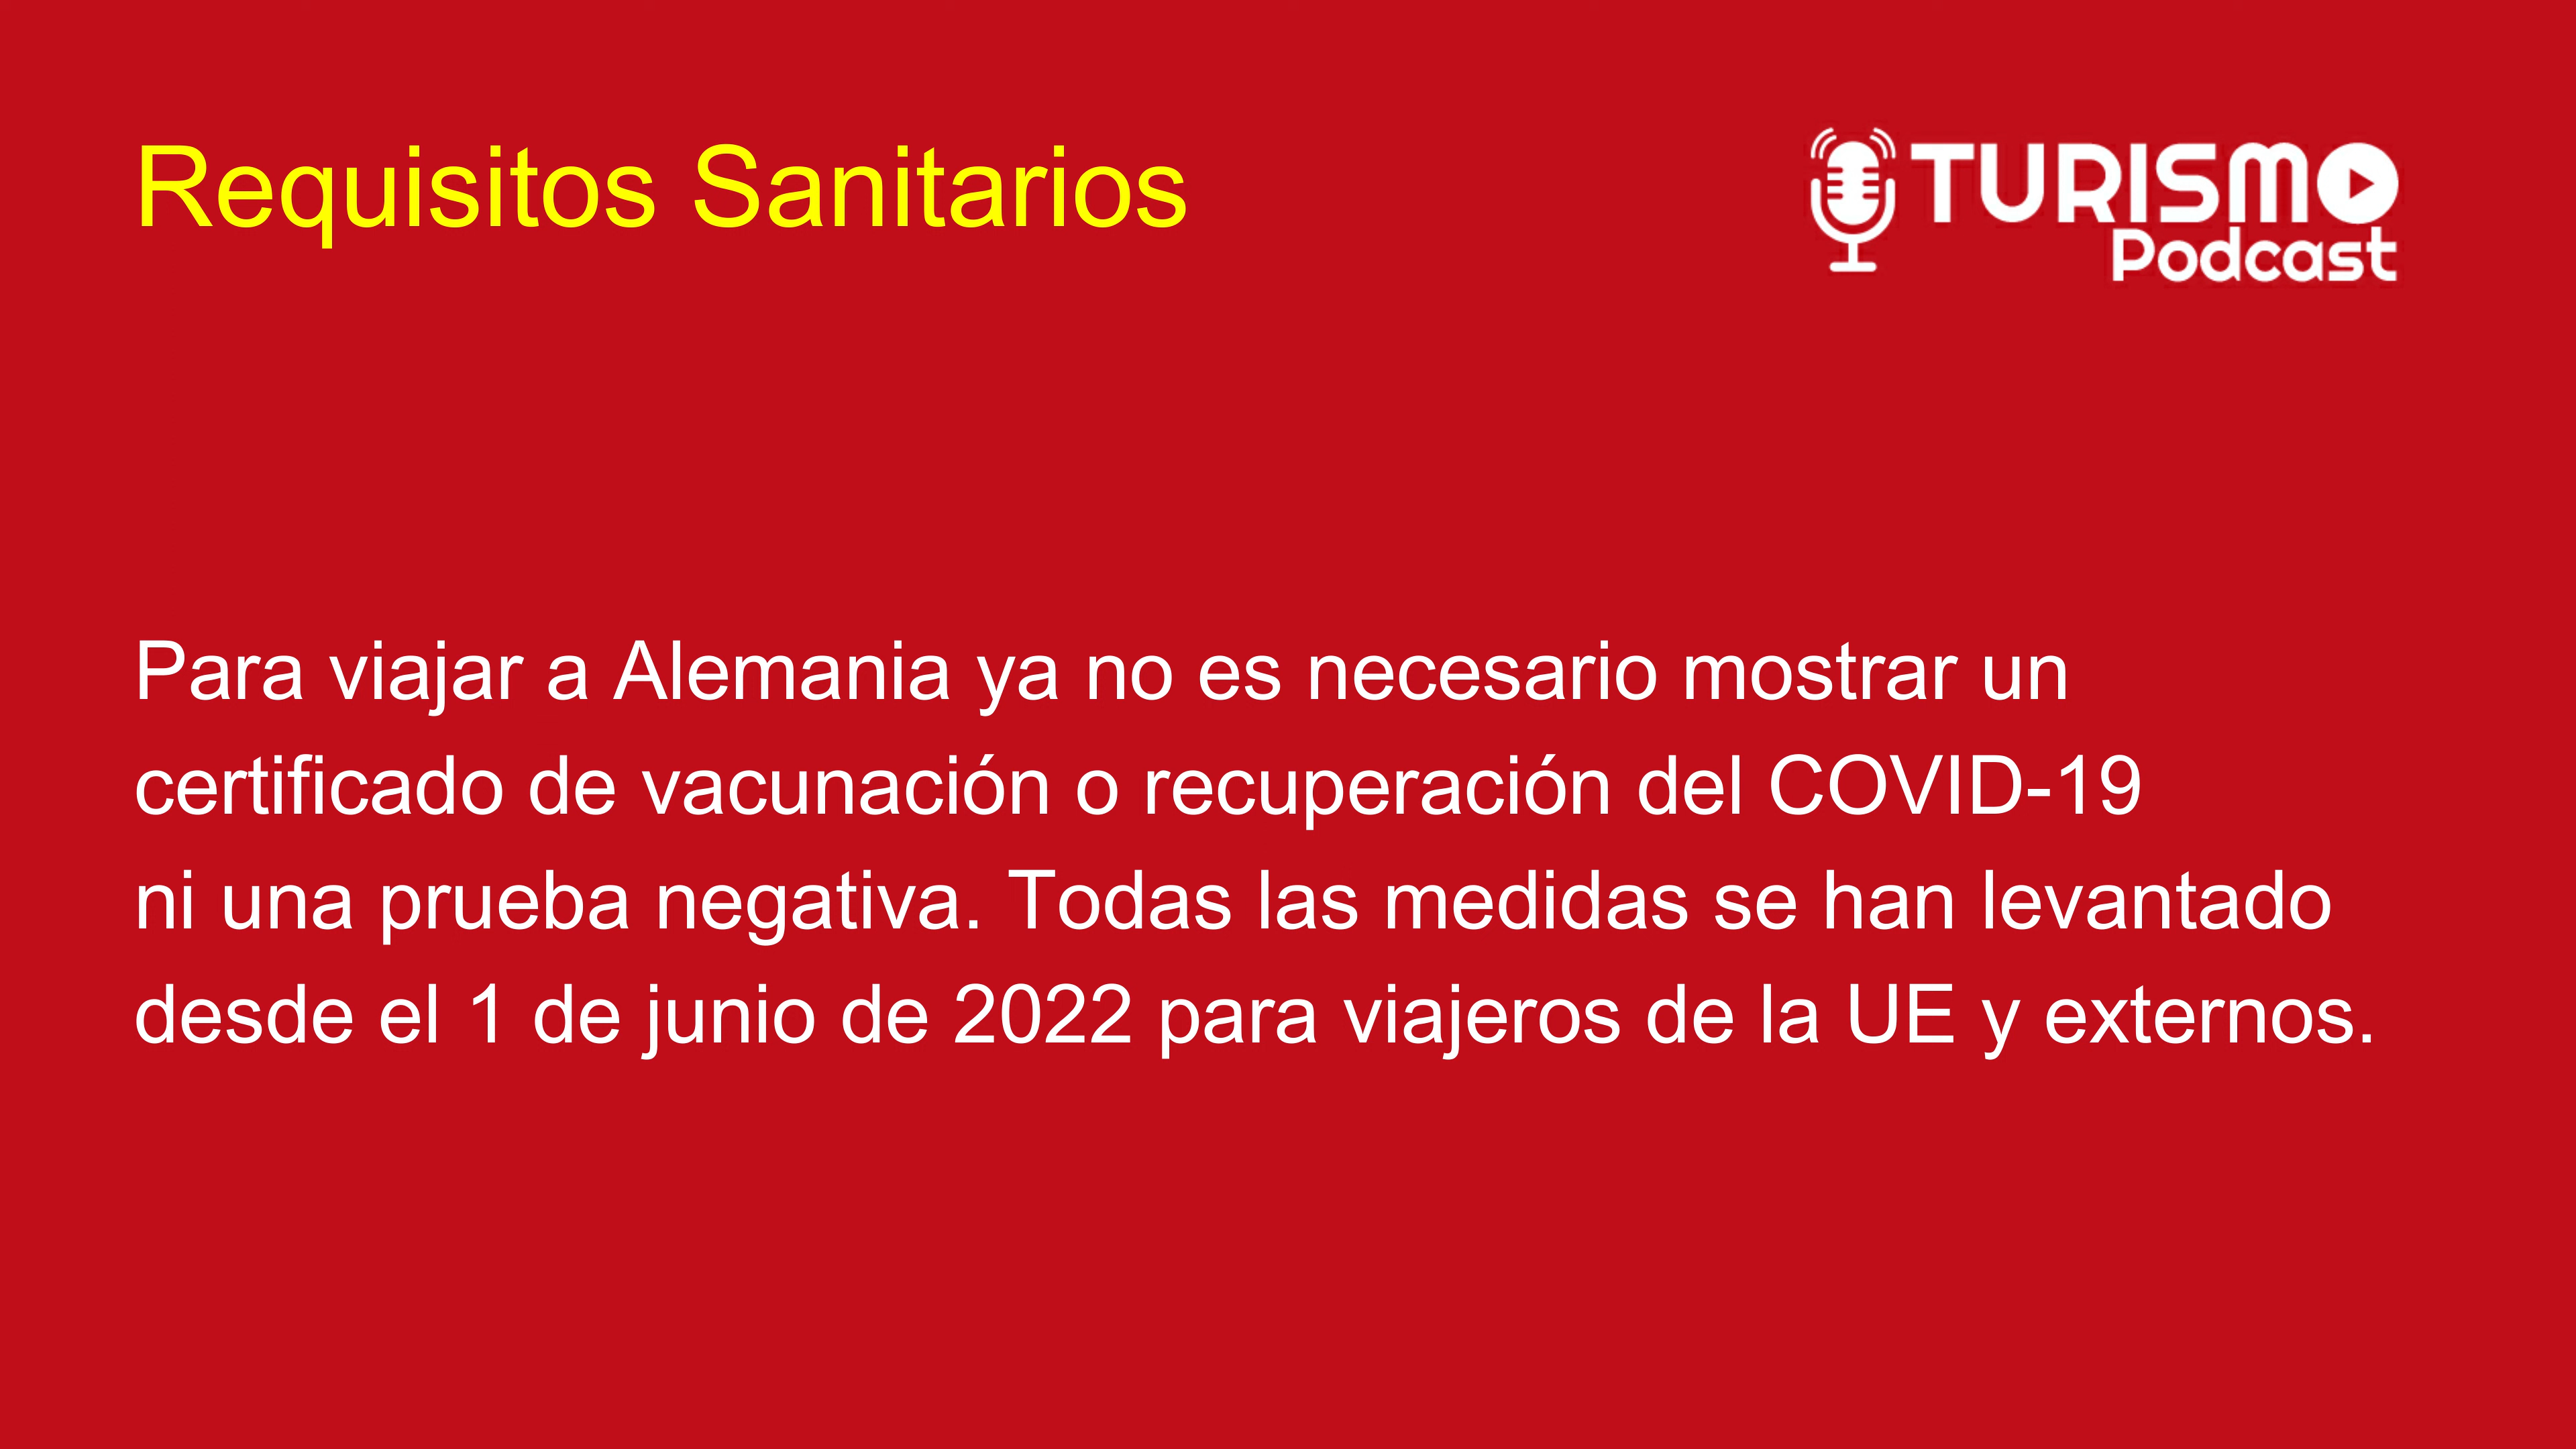 Requisitos Sanitarios
TURISMO
Podcast
Para viajar a Alemania ya no es necesario mostrar un
certificado de vacunación o recuperación del COVID-19
ni una prueba negativa. Todas las medidas se han levantado
desde el 1 de junio de 2022 para viajeros de la UE y externos.